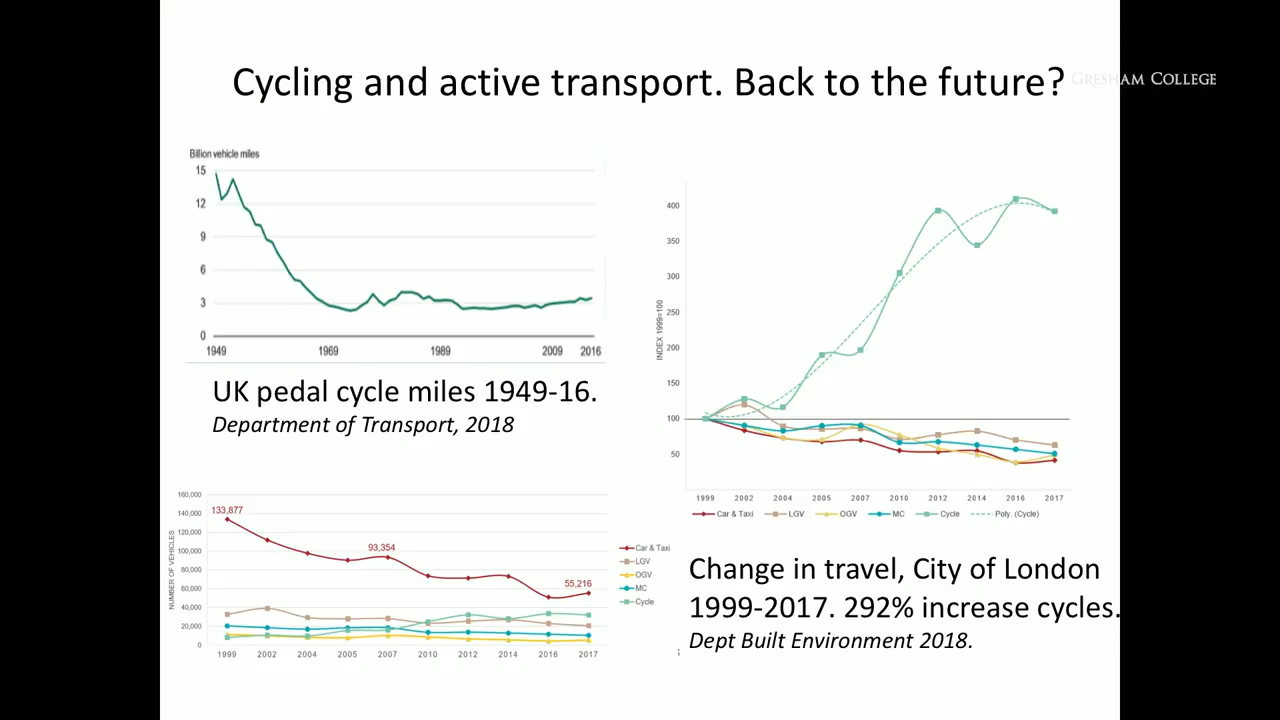 Cycling and active transport. Back to the future?
GRESHAM COLLEGE
Billion vehicle miles
15
12
9
6
3
0
1949 1969 1989 2009 2016
UK pedal cycle miles 1949-16.
Department of Transport, 2018
160,000
140,000
120,000
100,000
80,000
60,000
40,000
20,000
0
NUMBER OF VEHICLES
133,877
93,354
55,216
1999 2002 2004 2005 2007 2010 2012 2014 2016 2017
Car & Taxi
LGV
OGV
MC
Cycle
400
350
300
250
200
150
100
50
INDEX 1999=100
1999 2002 2004 2005 2007 2010 2012 2014 2016 2017
Car & Taxi LGV OGV MC Cycle Poly. (Cycle)
Change in travel, City of London
1999-2017. 292% increase cycles.
Dept Built Environment 2018.